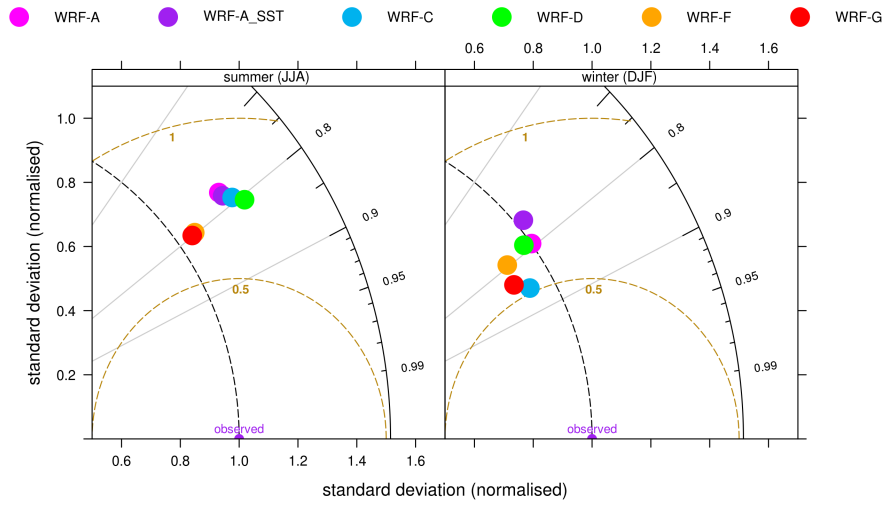 WRF-A WRF-A_SST WRF-C WRF-D WRF-F WRF-G
0.6 0.8 1.0 1.4 1.6
summer (JJA) winter (DJF)
standard deviation (normalised)
1.0
0.8
0.6
0.4
0.2
1 0.8 0.9 0.95 0.99 0.5 observed
1 0.8 0.9 0.95 0.99 0.5 observed
0.6 0.8 1.0 1.2 1.4 1.6
standard deviation (normalised)